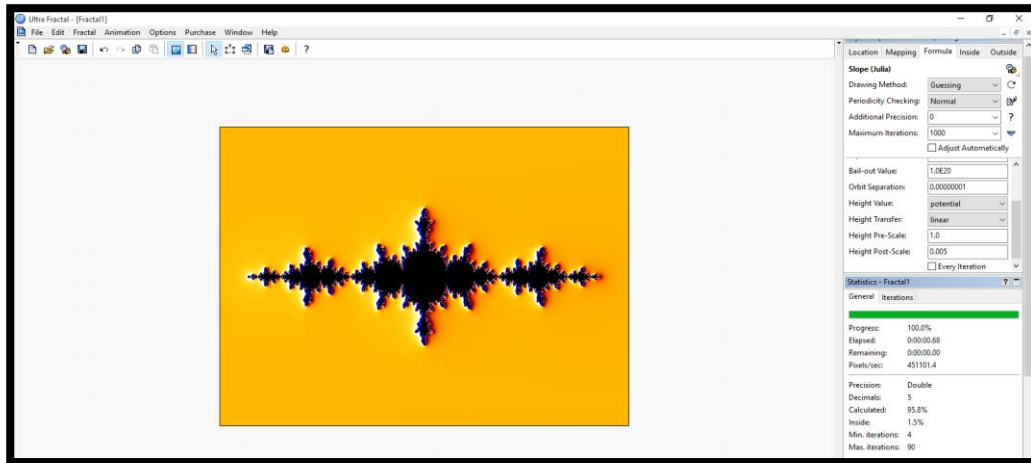 Ultra Fractal - [Fractal1]
File Edit Fractal Animation Options Purchase Window Help
?
Location Mapping Formula Inside Outside
Slope (Julia)
Drawing Method: Guessing
Periodicity Checking: Normal
Additional Precision: 0 ?
Maximum Iterations: 1000
Adjust Automatically
Bail-out Value: 1.0E20
Orbit Separation: 0.00000001
Height Value: potential
Height Transfer: linear
Height Pre-Scale: 1.0
Height Post-Scale: 0.005
Every Iteration
Statistics - Fractal1 ?
General Iterations
Progress: 100.0%
Elapsed: 0:00:00.68
Remaining: 0:00:00.00
Pixels/sec: 451101.4
Precision: Double
Decimals: 5
Calculated: 95.8%
Inside: 1.5%
Min. iterations: 4
Max. iterations: 90